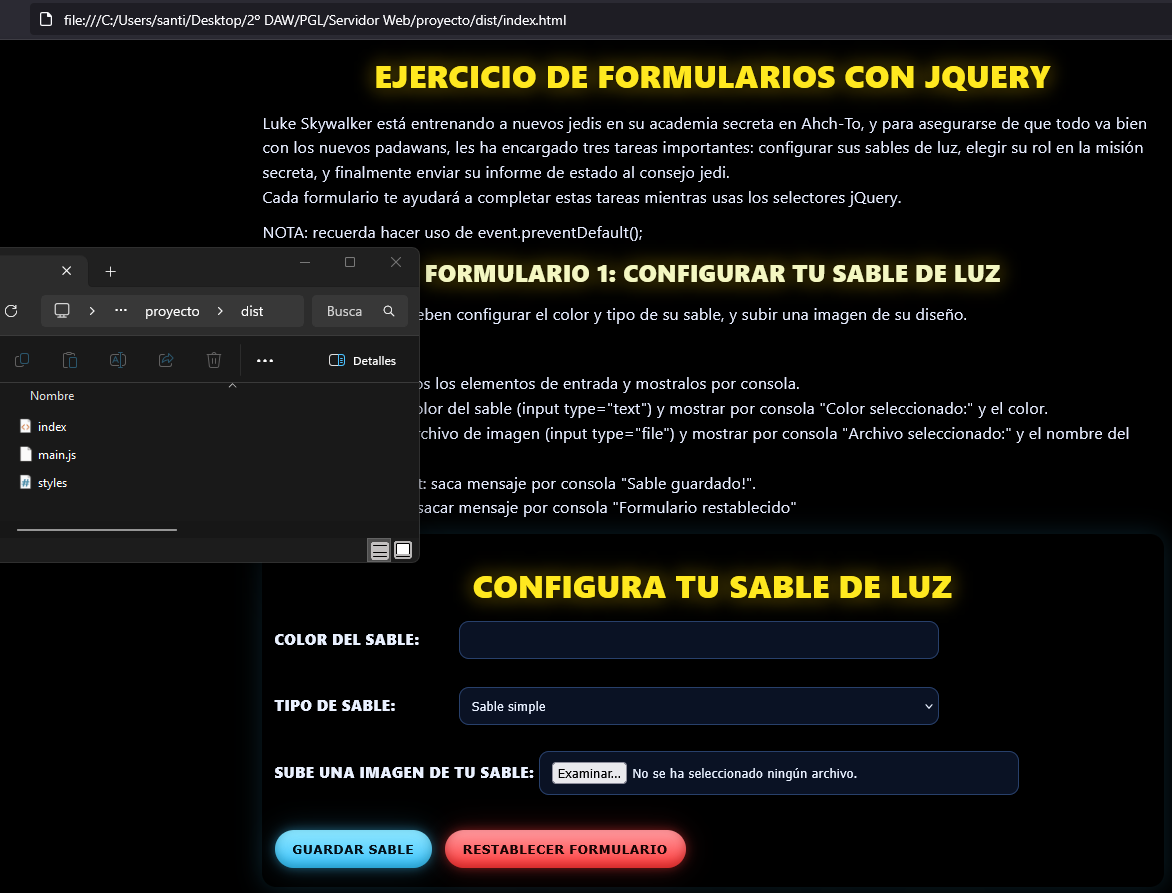 file:///C:/Users/santi/Desktop/2º DAW/PGL/Servidor Web/proyecto/dist/index.html
EJERCICIO DE FORMULARIOS CON JQUERY
Luke Skywalker está entrenando a nuevos jedis en su academia secreta en Ahch-To, y para asegurarse de que todo va bien
con los nuevos padawans, les ha encargado tres tareas importantes: configurar sus sables de luz, elegir su rol en la misión
secreta, y finalmente enviar su informe de estado al consejo jedi.
Cada formulario te ayudará a completar estas tareas mientras usas los selectores jQuery.
NOTA: recuerda hacer uso de event.preventDefault();
FORMULARIO 1: CONFIGURAR TU SABLE DE LUZ
proyecto
dist
Busca
configurar el color y tipo de su sable, y subir una imagen de su diseño.
Detalles
los elementos de entrada y mostralos por consola.
Nombre
del sable (input type="text") y mostrar por consola "Color seleccionado:" y el color.
index
de imagen (input type="file") y mostrar por consola "Archivo seleccionado:" y el nombre del
main.js
saca mensaje por consola "Sable guardado!".
styles
sacar mensaje por consola "Formulario restablecido"
CONFIGURA TU SABLE DE LUZ
COLOR DEL SABLE:
TIPO DE SABLE:
Sable simple
SUBE UNA IMAGEN DE TU SABLE:
Examinar...
No se ha seleccionado ningún archivo.
GUARDAR SABLE
RESTABLECER FORMULARIO